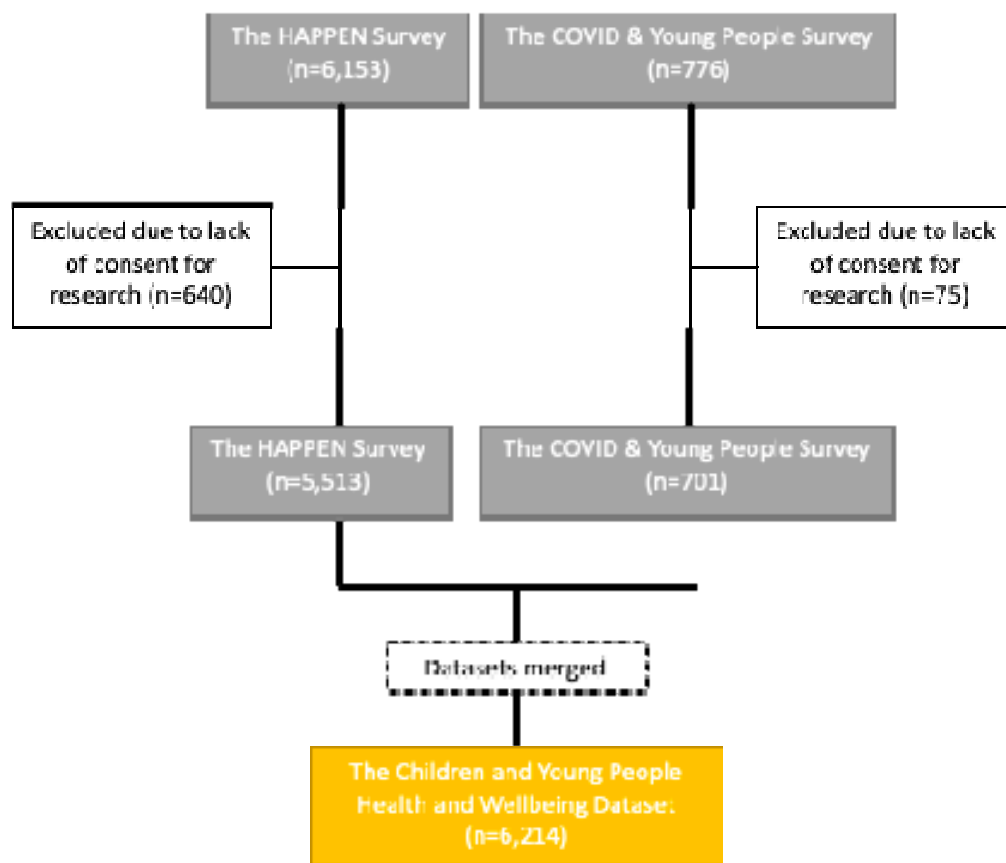 The HAPPEN Survey
(n=6,153)
The COVID & Young People Survey
(n=776)
Excluded due to lack
of consent for
research (n=640)
Excluded due to lack
of consent for
research (n=75)
The HAPPEN Survey
(n=5,513)
The COVID & Young People Survey
(n=701)
Datasets merged
The Children and Young People
Health and Wellbeing Dataset
(n=6,214)